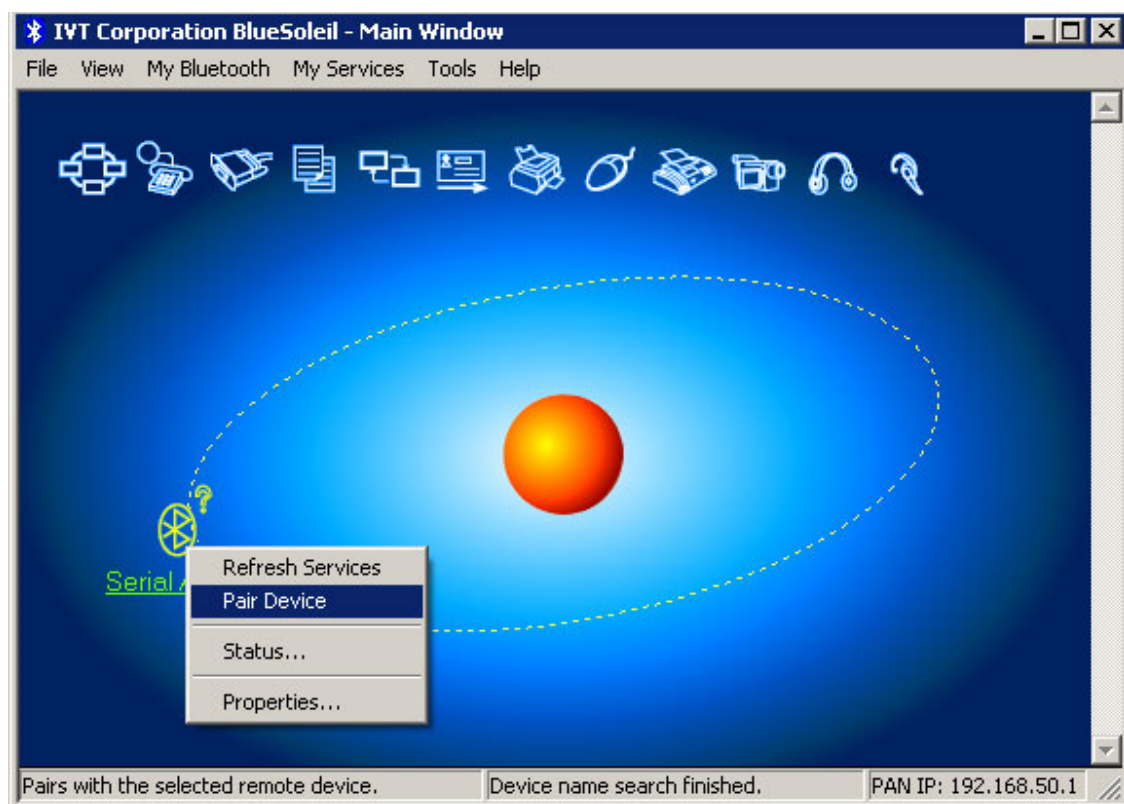 IVT Corporation BlueSoleil - Main Window
File View My Bluetooth My Services Tools Help
Serial
Refresh Services
Pair Device
Status...
Properties...
Pairs with the selected remote device. Device name search finished. PAN IP: 192.168.50.1